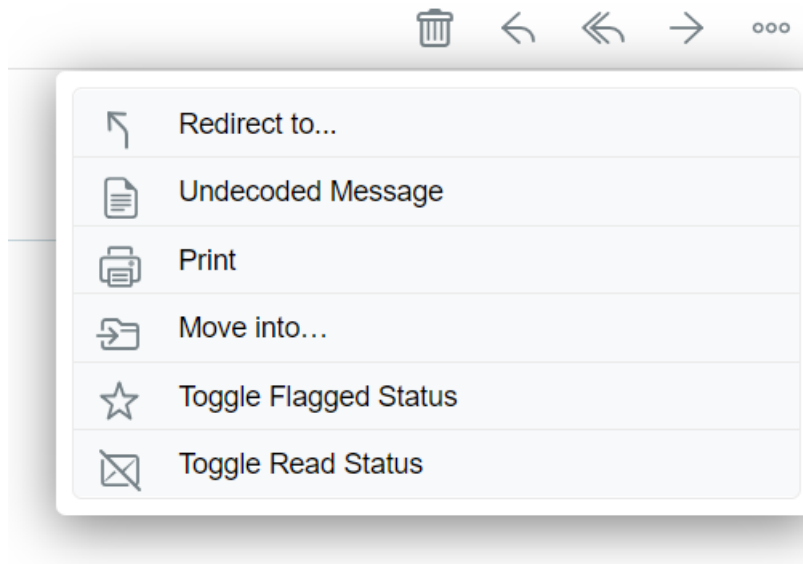 Redirect to...
Undecoded Message
Print
Move into…
Toggle Flagged Status
Toggle Read Status